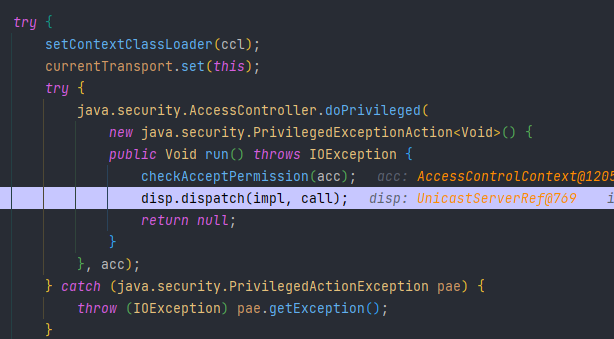 try {
setContextClassLoader(ccl);
currentTransport.set(this);
try {
java.security.AccessController.doPrivileged(
new java.security.PrivilegedExceptionAction<Void>() {
public Void run() throws IOException {
checkAcceptPermission(acc); acc: AccessControlContext@1205
disp.dispatch(impl, call); disp: UnicastServerRef@769 i
return null;
}
}, acc);
} catch (java.security.PrivilegedActionException pae) {
throw (IOException) pae.getException();
}